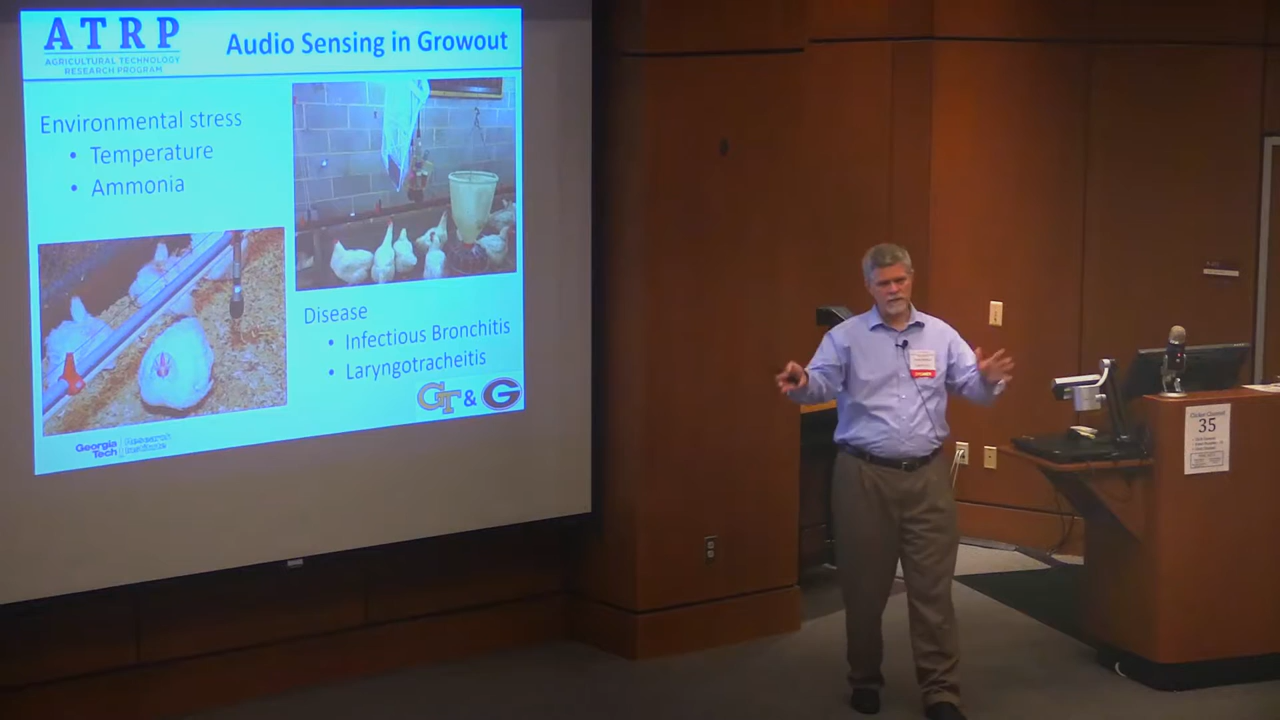 ATRP
AGRICULTURAL TECHNOLOGY
RESEARCH PROGRAM
Audio Sensing in Growout
Environmental stress
• Temperature
• Ammonia
Disease
• Infectious Bronchitis
• Laryngotracheitis
GT & G
Georgia
Tech
Research
Institute
35